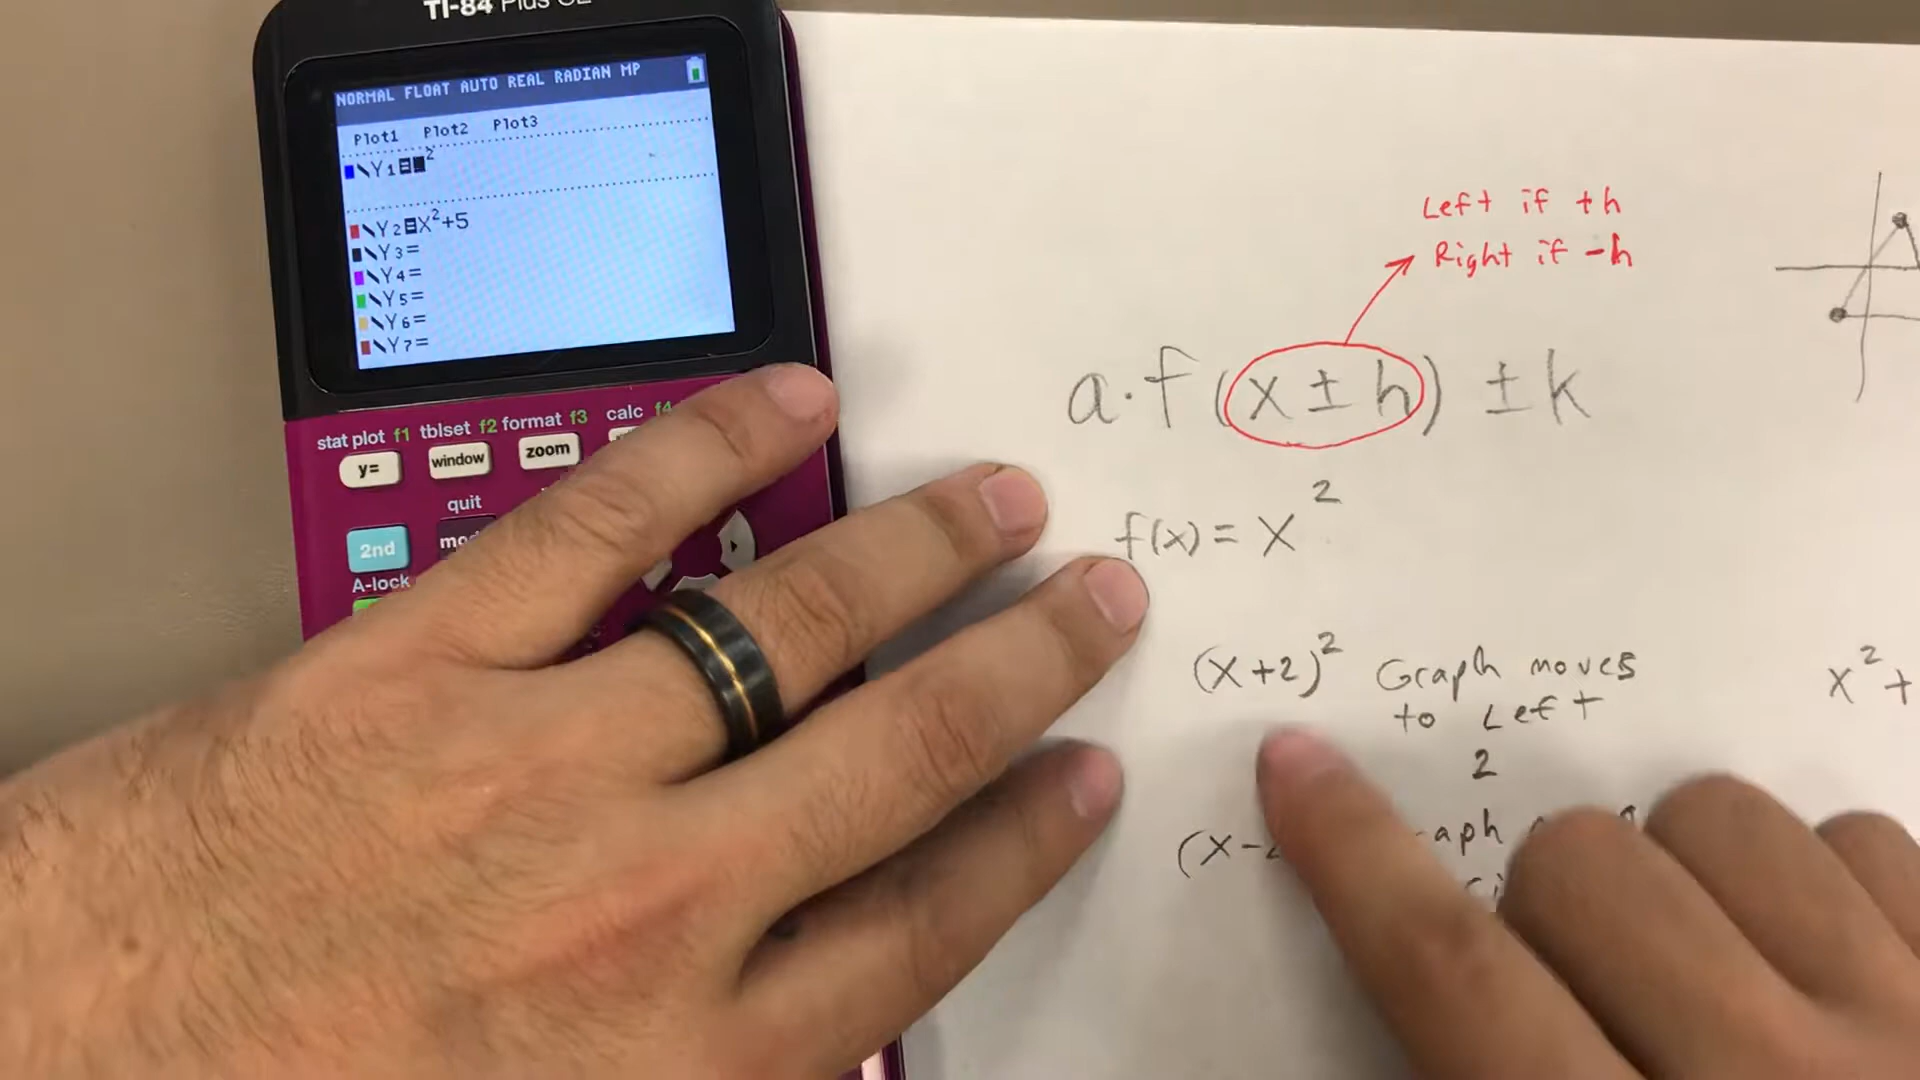 TI-84 Plus CE
NORMAL FLOAT AUTO REAL RADIAN MP
Plot1 Plot2 Plot3
\Y1=■²
\Y2=X²+5
\Y3=
\Y4=
\Y5=
\Y6=
\Y7=
stat plot f1 tblset f2 format f3 calc f4
y= window zoom
quit
2nd
A-lock
Left if +h
Right if -h
a·f(x±h) ±k
f(x)= x²
(x+2)² Graph moves
to Left
2
(x-
x²+